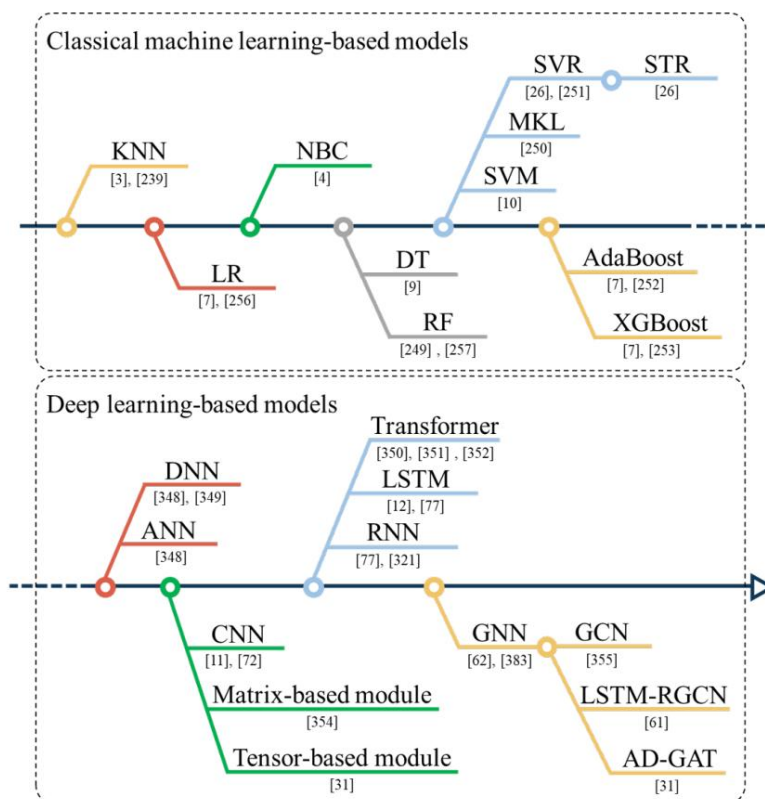 Classical machine learning-based models
SVR
STR
[26], [251]
[26]
MKL
[250]
KNN
NBC
[3], [239]
[4]
SVM
[10]
LR
[7], [256]
DT
[9]
AdaBoost
[7], [252]
RF
[249] , [257]
XGBoost
[7], [253]
Deep learning-based models
Transformer
[350], [351] , [352]
DNN
[348], [349]
LSTM
[12], [77]
ANN
[348]
RNN
[77], [321]
CNN
[11], [72]
GNN
GCN
[62], [383]
[355]
Matrix-based module
[354]
LSTM-RGCN
[61]
Tensor-based module
[31]
AD-GAT
[31]